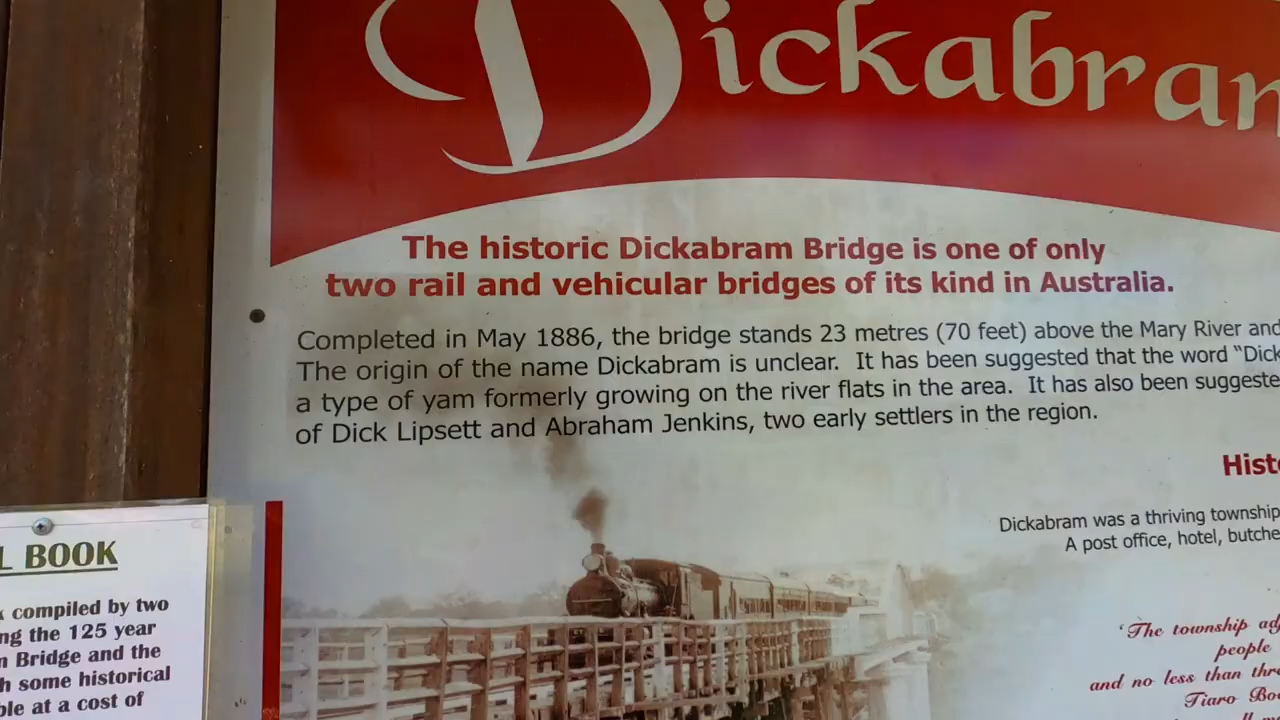 Dickabram
The historic Dickabram Bridge is one of only
two rail and vehicular bridges of its kind in Australia.
Completed in May 1886, the bridge stands 23 metres (70 feet) above the Mary River and
The origin of the name Dickabram is unclear. It has been suggested that the word “Dick
a type of yam formerly growing on the river flats in the area. It has also been suggeste
of Dick Lipsett and Abraham Jenkins, two early settlers in the region.
Histo
Dickabram was a thriving township
A post office, hotel, butche
‘The township adj
people
and no less than thr
Tiaro Bo
L BOOK
compiled by two
ng the 125 year
n Bridge and the
h some historical
ble at a cost of